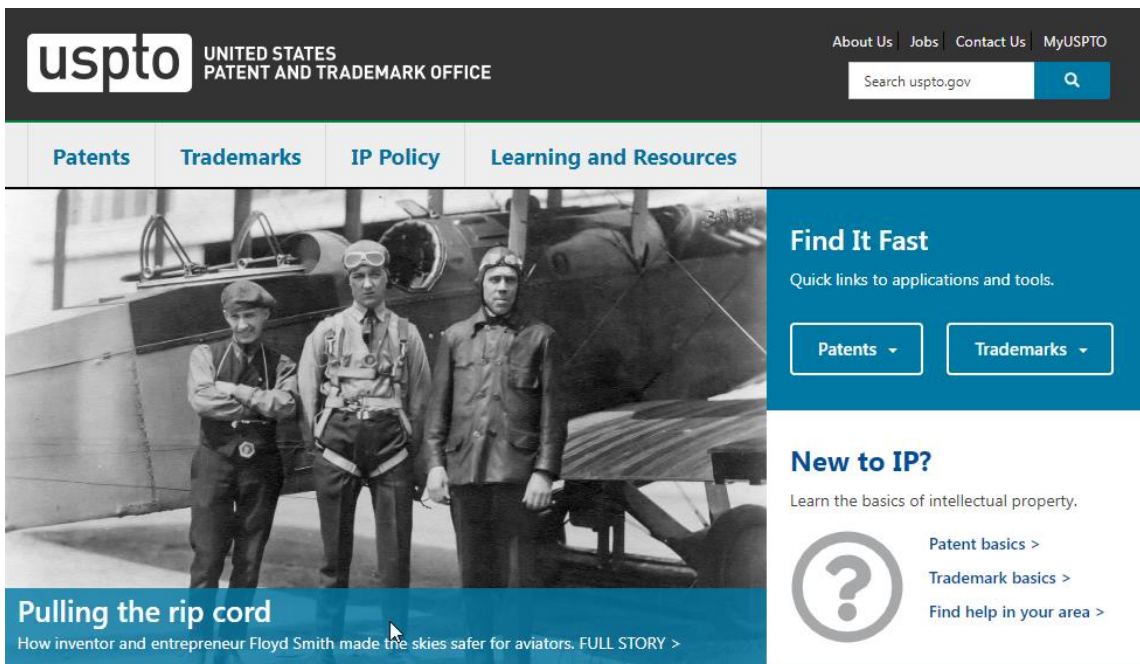 uspto
UNITED STATES
PATENT AND TRADEMARK OFFICE
About Us
Jobs
Contact Us
MyUSPTO
Search uspto.gov
Patents
Trademarks
IP Policy
Learning and Resources
Find It Fast
Quick links to applications and tools.
Patents
Trademarks
New to IP?
Learn the basics of intellectual property.
Patent basics >
Trademark basics >
Find help in your area >
Pulling the rip cord
How inventor and entrepreneur Floyd Smith made the skies safer for aviators. FULL STORY >